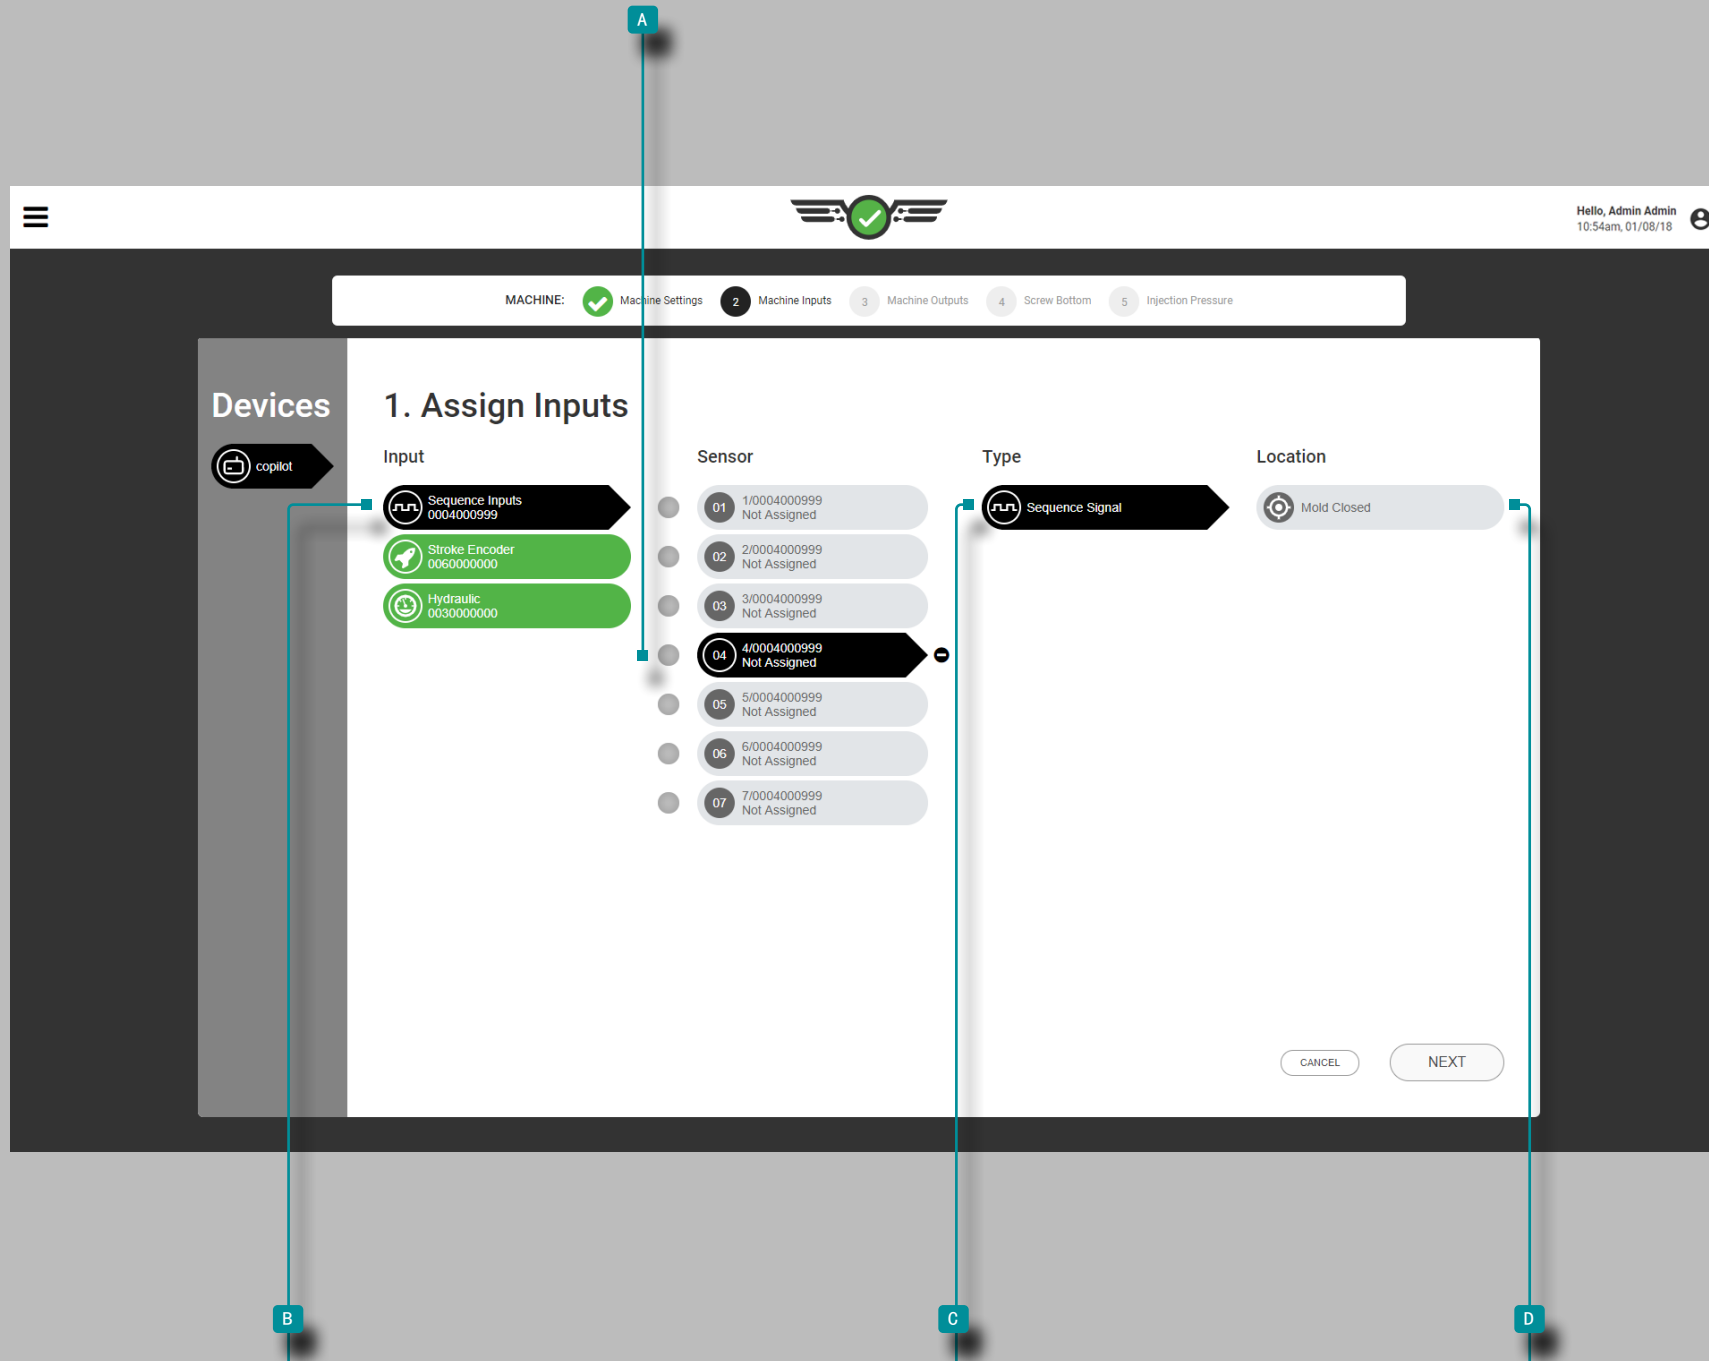 A
Hello, Admin Admin
10:54am, 01/08/18
MACHINE: Machine Settings 2 Machine Inputs 3 Machine Outputs 4 Screw Bottom 5 Injection Pressure
Devices
copilot
1. Assign Inputs
Input
Sequence Inputs
0004000999
Stroke Encoder
0060000000
Hydraulic
0030000000
Sensor
01 1/0004000999
Not Assigned
02 2/0004000999
Not Assigned
03 3/0004000999
Not Assigned
04 4/0004000999
Not Assigned
05 5/0004000999
Not Assigned
06 6/0004000999
Not Assigned
07 7/0004000999
Not Assigned
Type
Sequence Signal
Location
Mold Closed
CANCEL
NEXT
B
C
D